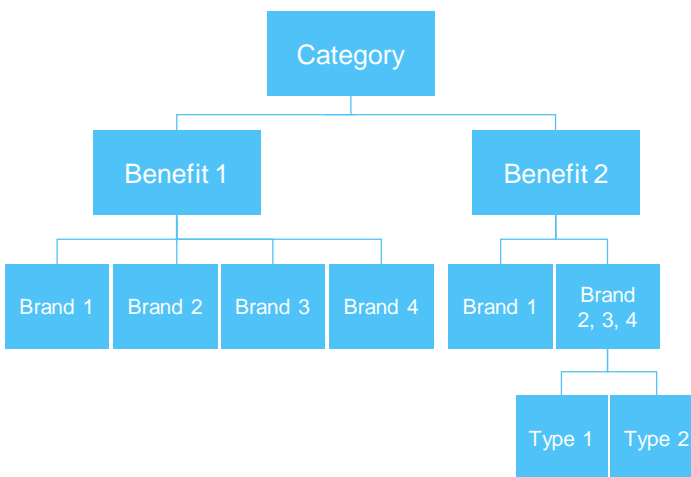 Category
Benefit 1
Benefit 2
Brand 1
Brand 2
Brand 3
Brand 4
Brand 1
Brand
2, 3, 4
Type 1
Type 2